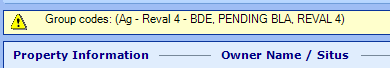 Group codes: (Ag - Reval 4 - BDE, PENDING BLA, REVAL 4)
Property Information Owner Name / Situs